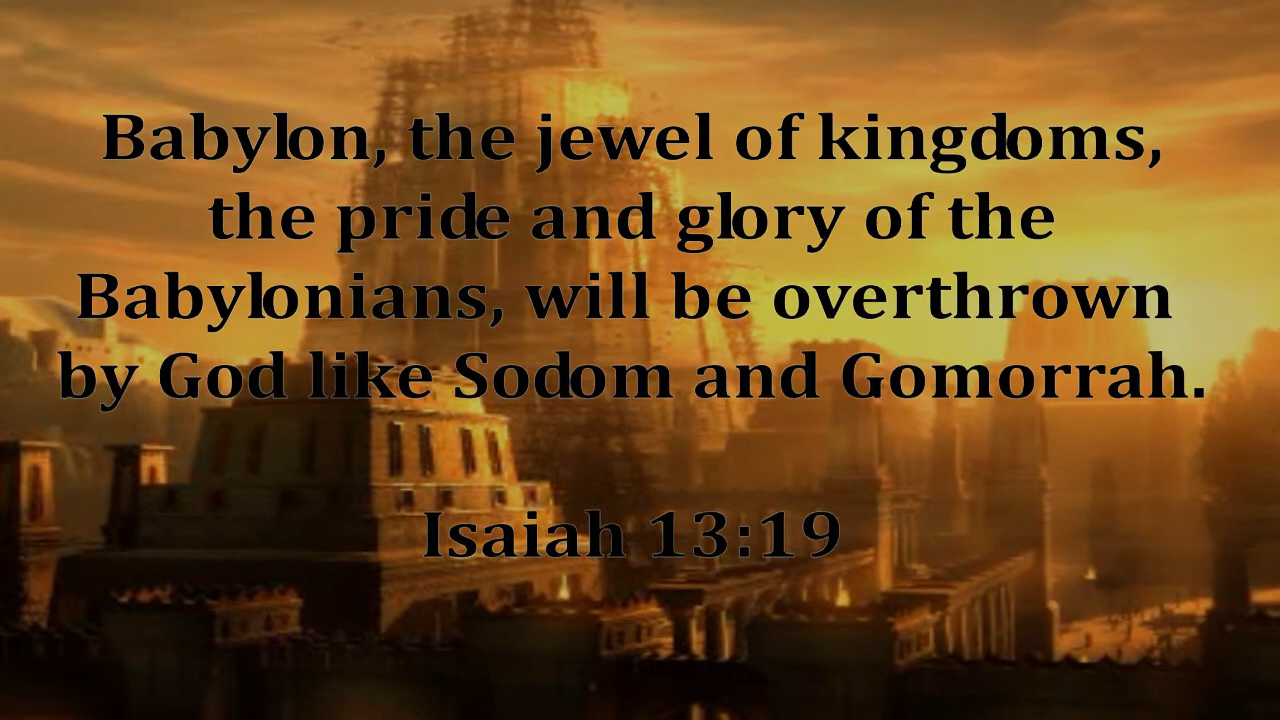 Babylon, the jewel of kingdoms,
the pride and glory of the
Babylonians, will be overthrown
by God like Sodom and Gomorrah.
Isaiah 13:19